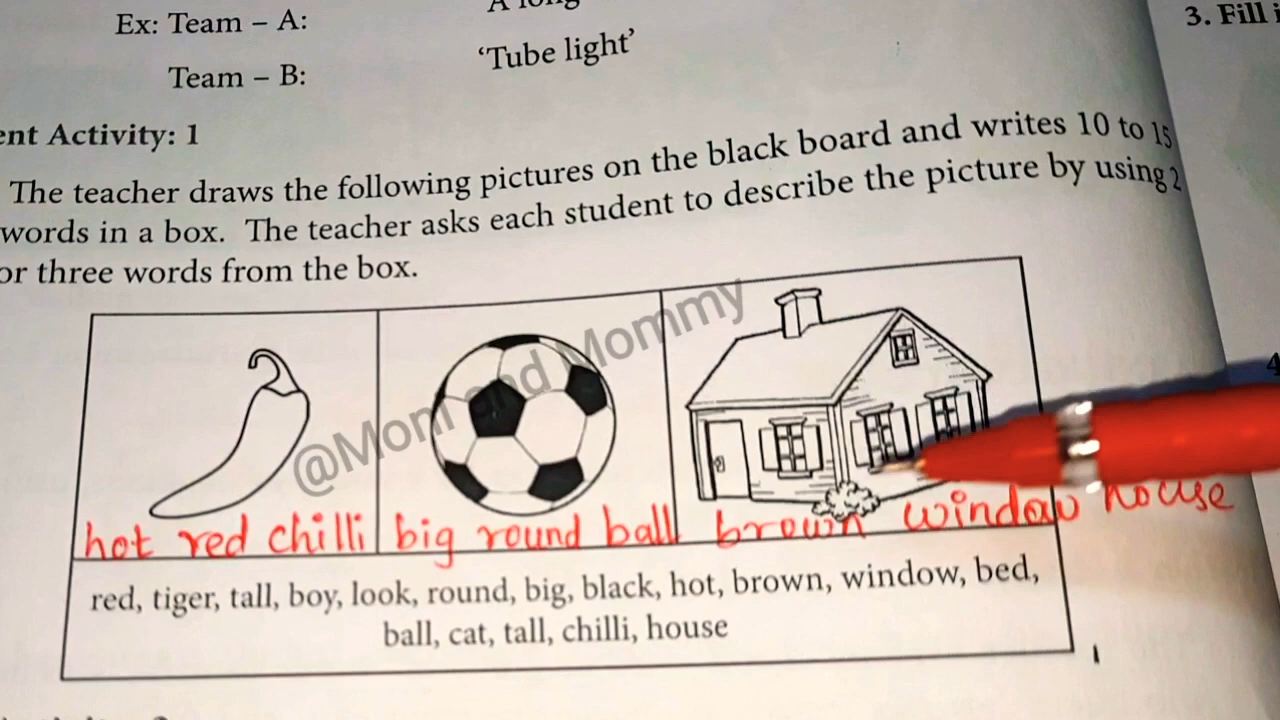 A long
Ex: Team – A:
3. Fill i
'Tube light'
Team – B:
ent Activity: 1
The teacher draws the following pictures on the black board and writes 10 to 15
words in a box. The teacher asks each student to describe the picture by using 2
or three words from the box.
@Mom and Mommy
hot red chilli big round ball brown window house
red, tiger, tall, boy, look, round, big, black, hot, brown, window, bed,
ball, cat, tall, chilli, house